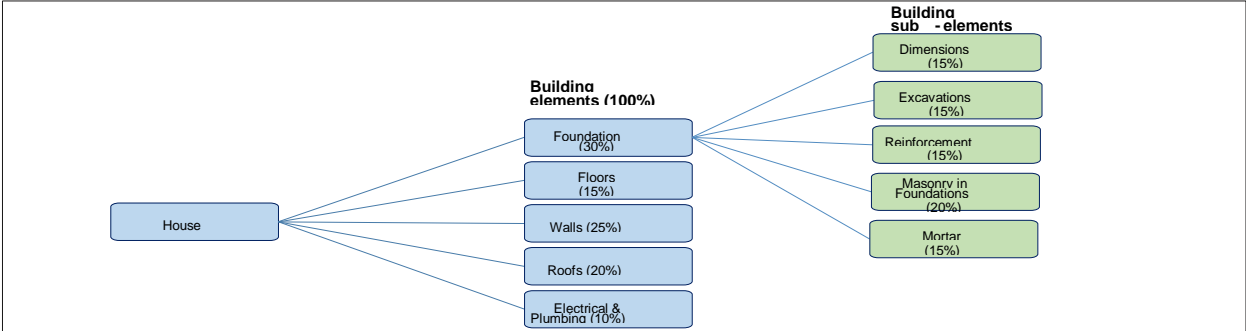 Building
sub - elements
Dimensions
(15%)
Building
elements (100%)
Excavations
(15%)
Foundation
(30%)
Reinforcement
(15%)
Floors
(15%)
Masonry in
Foundations
(20%)
House
Walls (25%)
Mortar
(15%)
Roofs (20%)
Electrical &
Plumbing (10%)